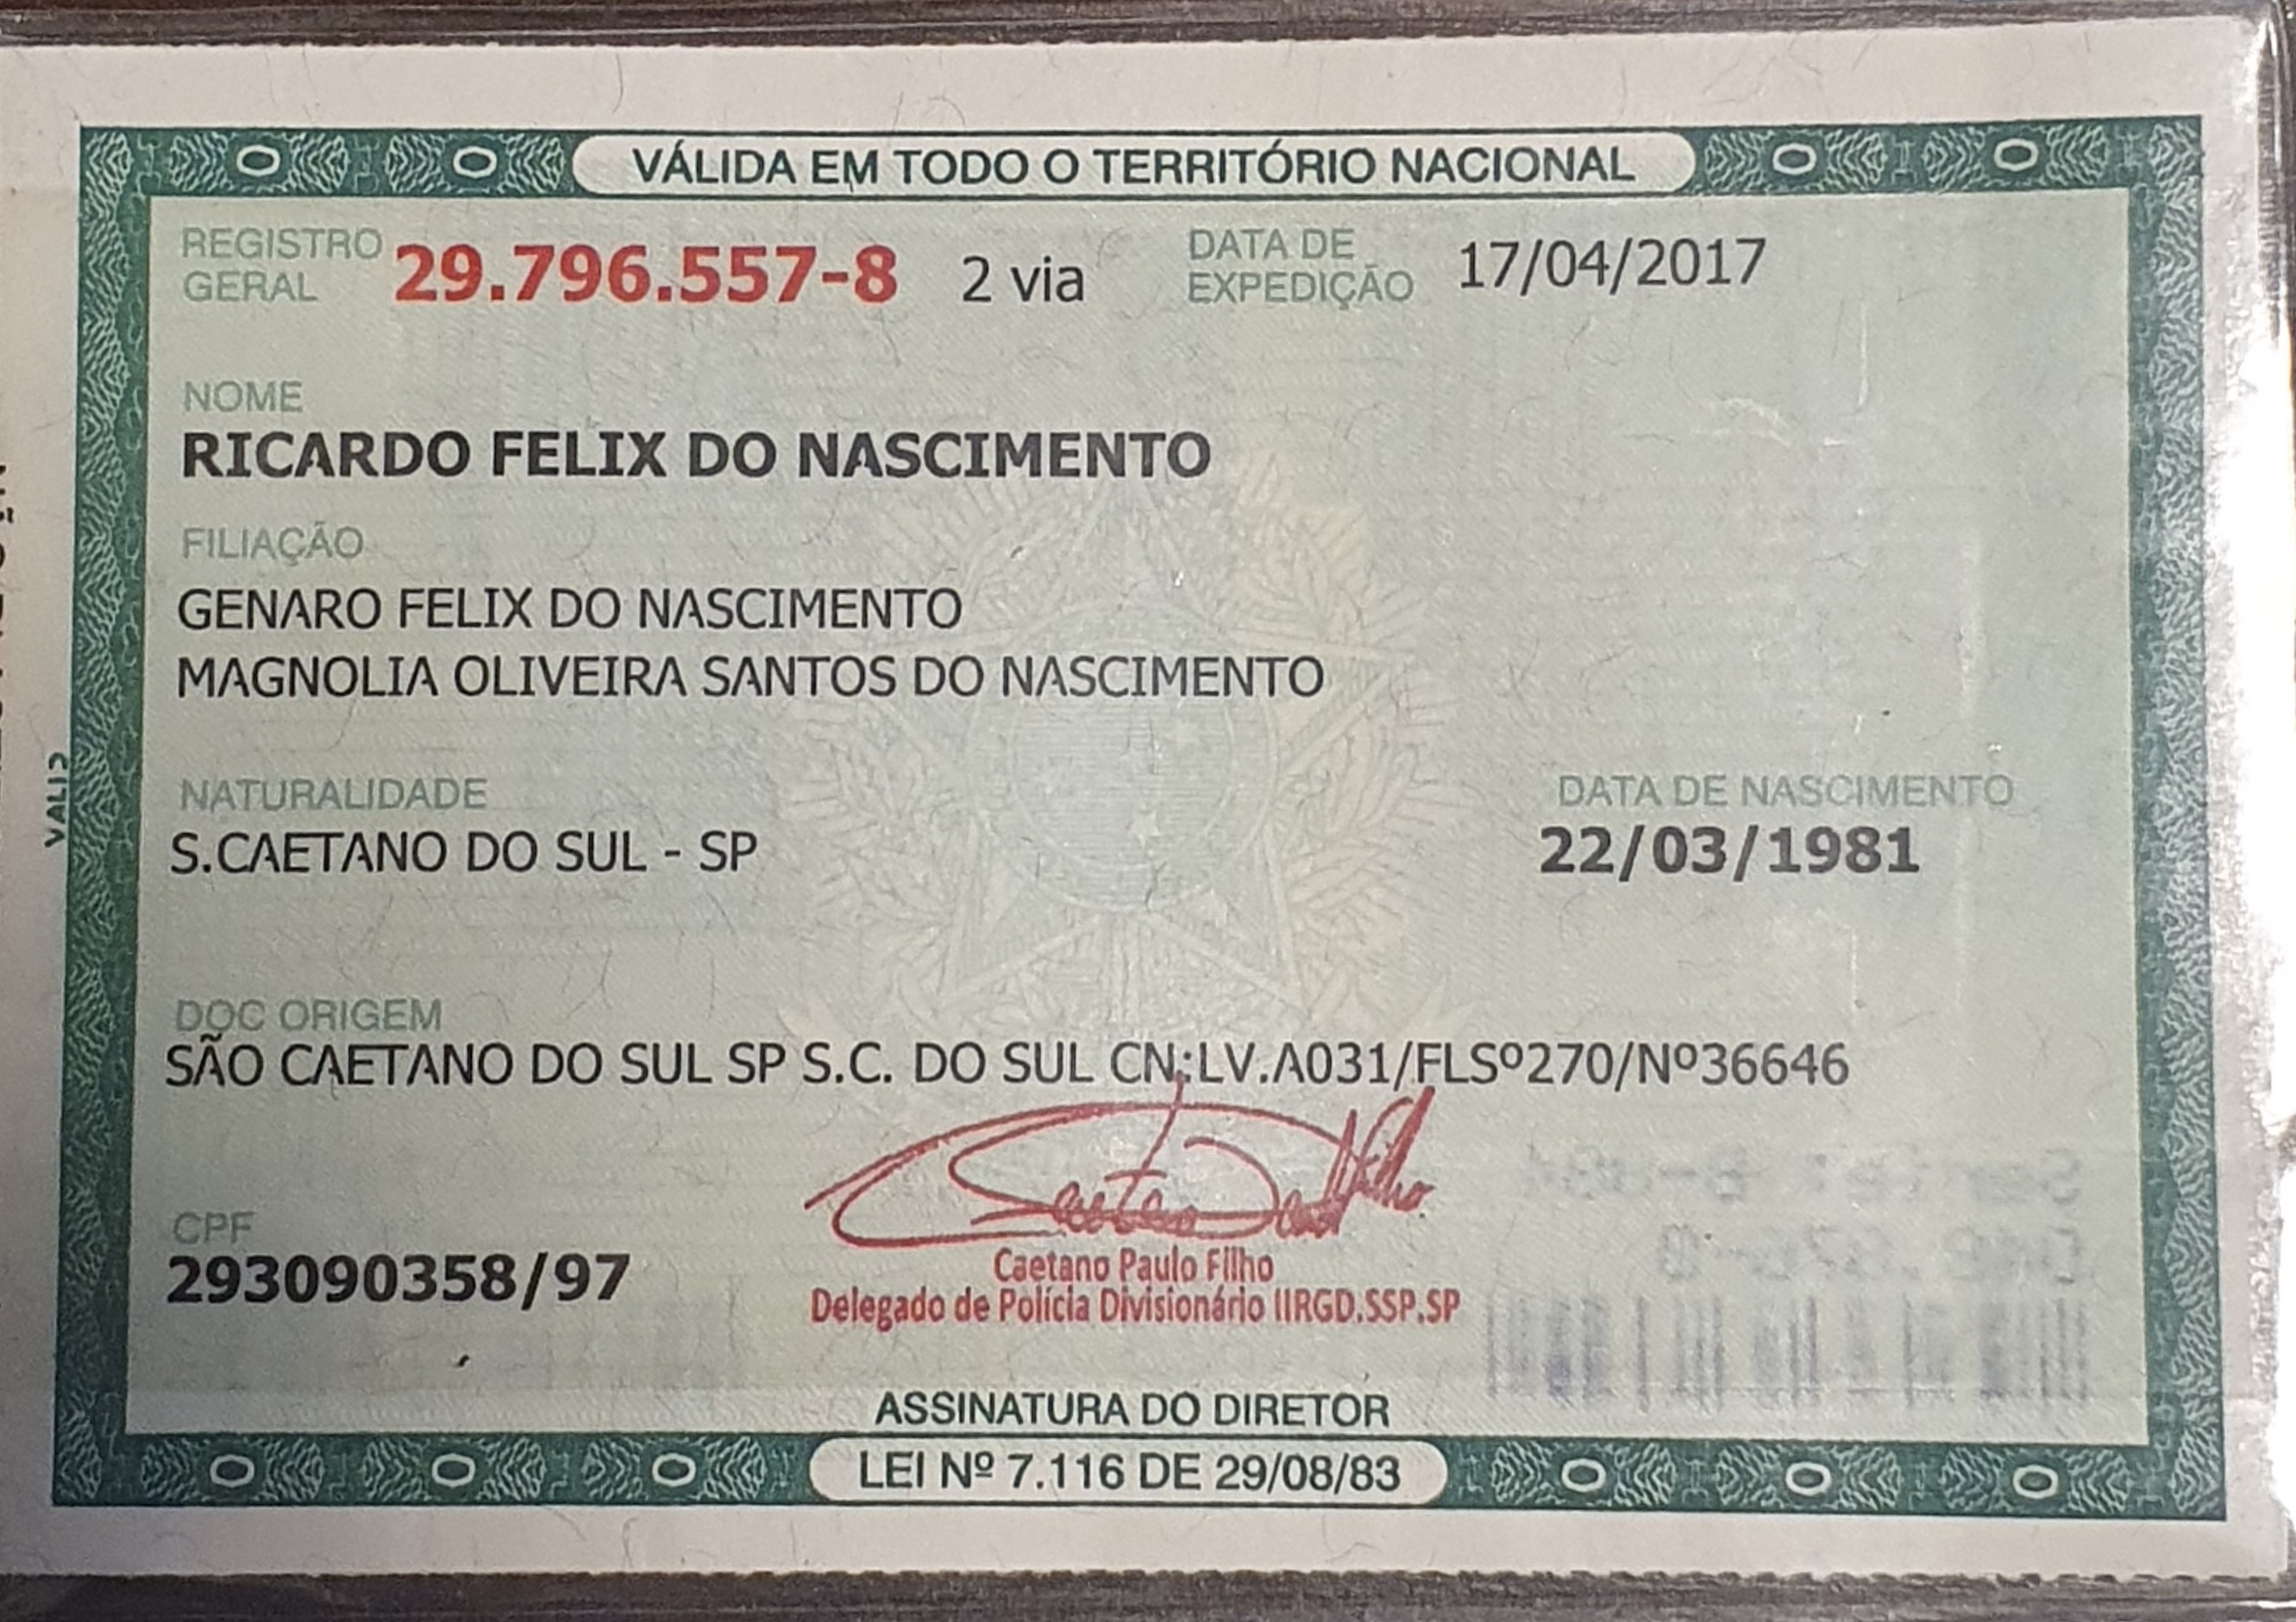 VÁLIDA EM TODO O TERRITÓRIO NACIONAL
REGISTRO GERAL 29.796.557-8 2 via DATA DE EXPEDIÇÃO 17/04/2017
NOME
RICARDO FELIX DO NASCIMENTO
FILIAÇÃO
GENARO FELIX DO NASCIMENTO
MAGNOLIA OLIVEIRA SANTOS DO NASCIMENTO
NATURALIDADE DATA DE NASCIMENTO
S.CAETANO DO SUL - SP 22/03/1981
DOC ORIGEM
SÃO CAETANO DO SUL SP S.C. DO SUL CN:LV.A031/FLSº270/Nº36646
CPF
293090358/97
Caetano Paulo Filho
Delegado de Polícia Divisionário IIRGD.SSP.SP
ASSINATURA DO DIRETOR
LEI Nº 7.116 DE 29/08/83